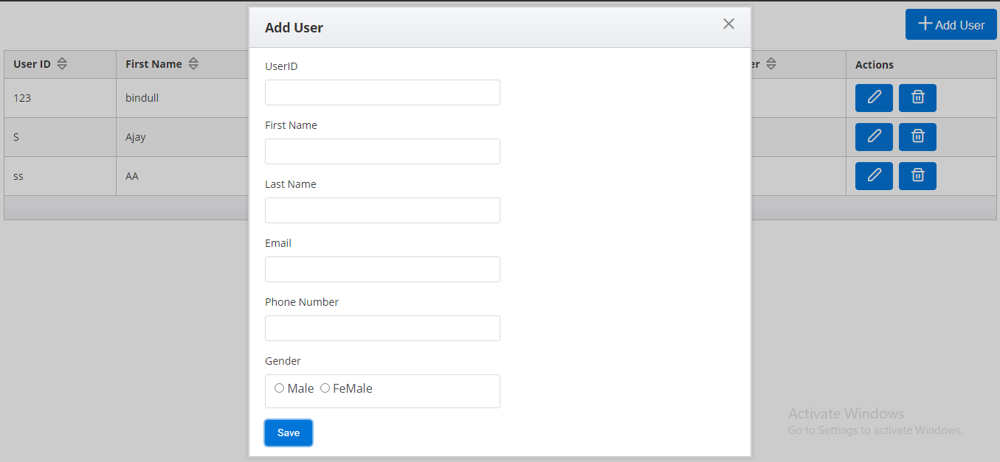 Add User
Add User
User ID First Name er Actions
123 bindull
S Ajay
ss AA
UserID
First Name
Last Name
Email
Phone Number
Gender
Male FeMale
Save
Activate Windows
Go to Settings to activate Windows.